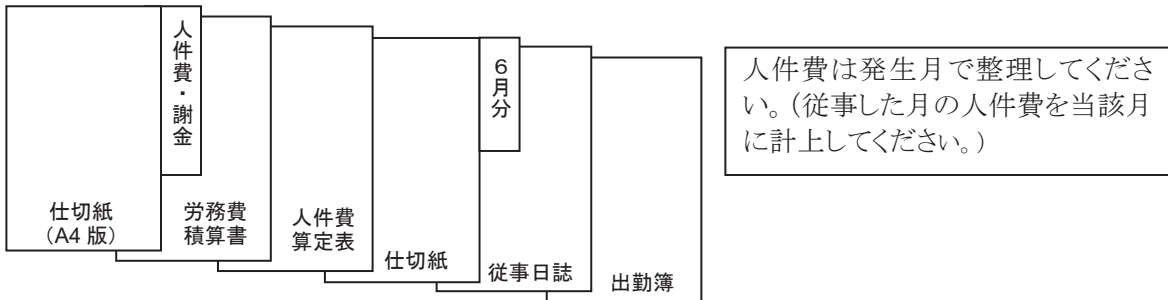 人件費・謝金
仕切紙
（A4 版）
労務費
積算書
人件費
算定表
仕切紙
６月分
従事日誌
出勤簿
人件費は発生月で整理してくださ
い。（従事した月の人件費を当該月
に計上してください。）